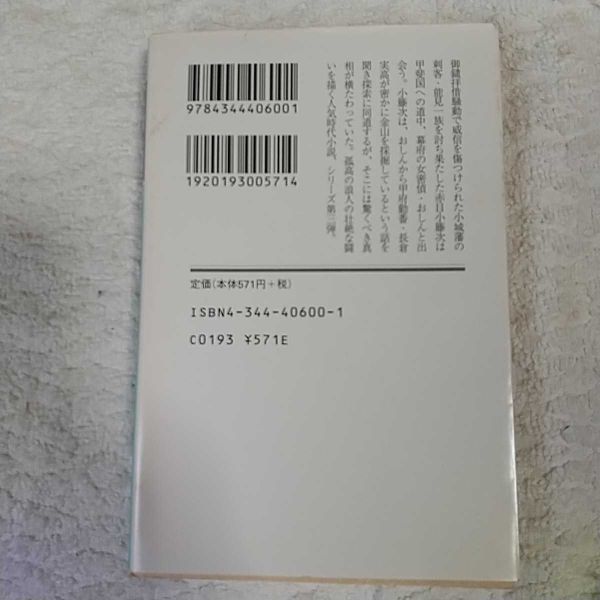 御鑓拝借騒動で威信を傷つけられた小城藩の
刺客・能見一族を討ち果たした赤目小藤次は
甲斐国への道中、幕府の女密偵・おしんと出
会う。小藤次は、おしんから甲府勤番・長倉
実高が密かに金山を採掘しているという話を
聞き探索に同道するが、そこには驚くべき真
相が横たわっていた。孤高の浪人の壮絶な闘
いを描く人気時代小説、シリーズ第三弾。
9784344406001
1920193005714
定価(本体571円+税)
ISBN4-344-40600-1
C0193 ¥571E